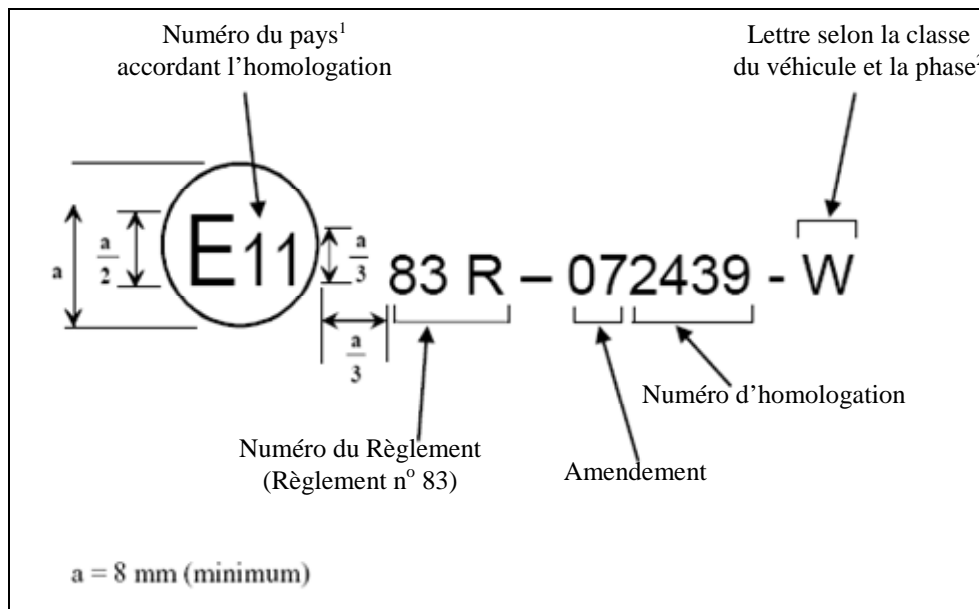 Numéro du pays¹
accordant l'homologation
Lettre selon la classe
du véhicule et la phase²
a
a/2
E11
a/3
a/3
83 R – 072439 - W
Numéro d'homologation
Numéro du Règlement
(Règlement nº 83)
Amendement
a = 8 mm (minimum)